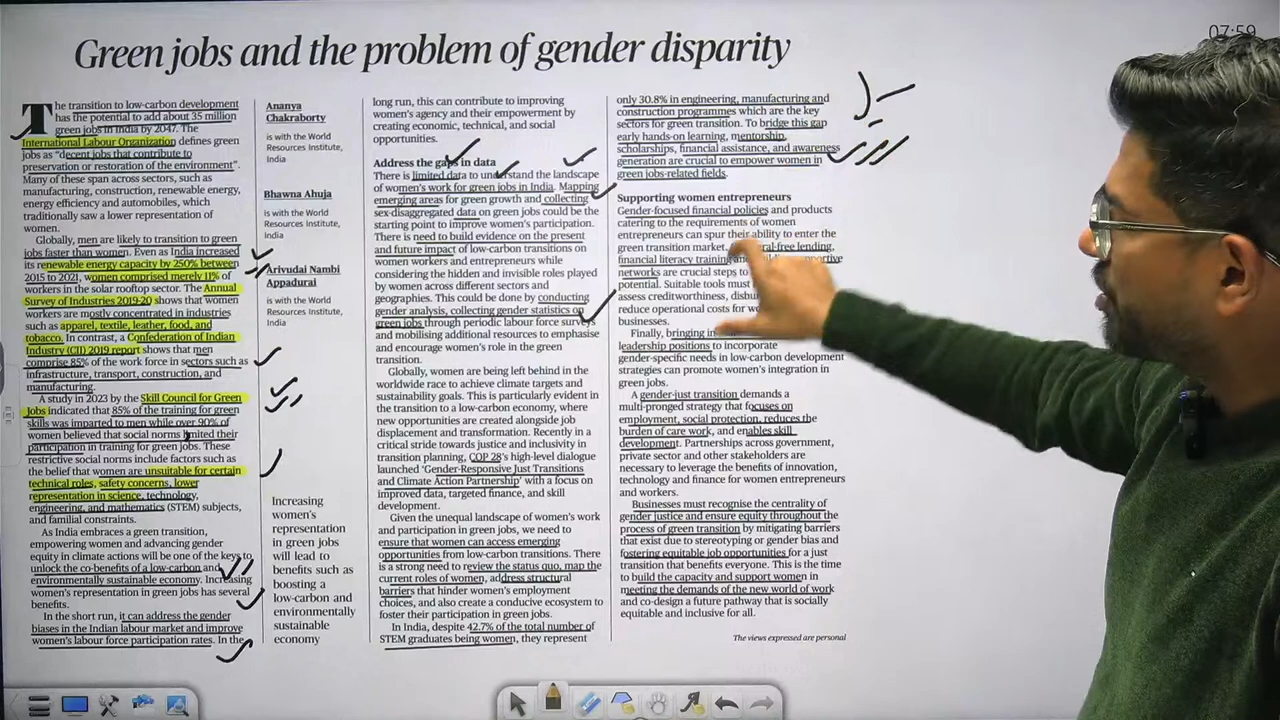 07:59
Green jobs and the problem of gender disparity
The transition to low-carbon development
has the potential to add about 35 million
green jobs in India by 2047. The
International Labour Organization defines green
jobs as “decent jobs that contribute to
preservation or restoration of the environment”.
Many of these span across sectors, such as
manufacturing, construction, renewable energy,
energy efficiency and automobiles, which
traditionally saw a lower representation of
women.
Globally, men are likely to transition to green
jobs faster than women. Even as India increased
its renewable energy capacity by 250% between
2015 to 2021, women comprised merely 11% of
workers in the solar rooftop sector. The Annual
Survey of Industries 2019-20 shows that women
workers are mostly concentrated in industries
such as apparel, textile, leather, food, and
tobacco. In contrast, a Confederation of Indian
Industry (CII) 2019 report shows that men
comprise 85% of the work force in sectors such as
infrastructure, transport, construction, and
manufacturing.
A study in 2023 by the Skill Council for Green
Jobs indicated that 85% of the training for green
skills was imparted to men while over 90% of
women believed that social norms limited their
participation in training for green jobs. These
restrictive social norms include factors such as
the belief that women are unsuitable for certain
technical roles, safety concerns, lower
representation in science, technology,
engineering, and mathematics (STEM) subjects,
and familial constraints.
As India embraces a green transition,
empowering women and advancing gender
equity in climate actions will be one of the keys to
unlock the co-benefits of a low-carbon and
environmentally sustainable economy. Increasing
women's representation in green jobs has several
benefits.
In the short run, it can address the gender
biases in the Indian labour market and improve
women's labour force participation rates. In the
Ananya
Chakraborty
is with the World
Resources Institute,
India
Bhawna Ahuja
is with the World
Resources Institute,
India
Arivudai Nambi
Appadurai
is with the World
Resources Institute,
India
Increasing
women's
representation
in green jobs
will lead to
benefits such as
boosting a
low-carbon and
environmentally
sustainable
economy
long run, this can contribute to improving
women's agency and their empowerment by
creating economic, technical, and social
opportunities.
Address the gaps in data
There is limited data to understand the landscape
of women's work for green jobs in India. Mapping
emerging areas for green growth and collecting
sex-disaggregated data on green jobs could be the
starting point to improve women's participation.
There is need to build evidence on the present
and future impact of low-carbon transitions on
women workers and entrepreneurs while
considering the hidden and invisible roles played
by women across different sectors and
geographies. This could be done by conducting
gender analysis, collecting gender statistics on
green jobs through periodic labour force surveys
and mobilising additional resources to emphasise
and encourage women's role in the green
transition.
Globally, women are being left behind in the
worldwide race to achieve climate targets and
sustainability goals. This is particularly evident in
the transition to a low-carbon economy, where
new opportunities are created alongside job
displacement and transformation. Recently in a
critical stride towards justice and inclusivity in
transition planning, COP 28's high-level dialogue
launched ‘Gender-Responsive Just Transitions
and Climate Action Partnership’ with a focus on
improved data, targeted finance, and skill
development.
Given the unequal landscape of women's work
and participation in green jobs, we need to
ensure that women can access emerging
opportunities from low-carbon transitions. There
is a strong need to review the status quo, map the
current roles of women, address structural
barriers that hinder women's employment
choices, and also create a conducive ecosystem to
foster their participation in green jobs.
In India, despite 42.7% of the total number of
STEM graduates being women, they represent
only 30.8% in engineering, manufacturing and
construction programmes which are the key
sectors for green transition. To bridge this gap
early hands-on learning, mentorship,
scholarships, financial assistance, and awareness
generation are crucial to empower women in
green jobs-related fields.
Supporting women entrepreneurs
Gender-focused financial policies and products
catering to the requirements of women
entrepreneurs can spur their ability to enter the
green transition market. eral-free lending,
financial literacy training and
networks are crucial steps to
potential. Suitable tools must
assess creditworthiness, disbu
reduce operational costs for w
businesses.
Finally, bringing in
leadership positions to incorporate
gender-specific needs in low-carbon development
strategies can promote women's integration in
green jobs.
A gender-just transition demands a
multi-pronged strategy that focuses on
employment, social protection, reduces the
burden of care work, and enables skill
development. Partnerships across government,
private sector and other stakeholders are
necessary to leverage the benefits of innovation,
technology and finance for women entrepreneurs
and workers.
Businesses must recognise the centrality of
gender justice and ensure equity throughout the
process of green transition by mitigating barriers
that exist due to stereotyping or gender bias and
fostering equitable job opportunities for a just
transition that benefits everyone. This is the time
to build the capacity and support women in
meeting the demands of the new world of work
and co-design a future pathway that is socially
equitable and inclusive for all.
The views expressed are personal